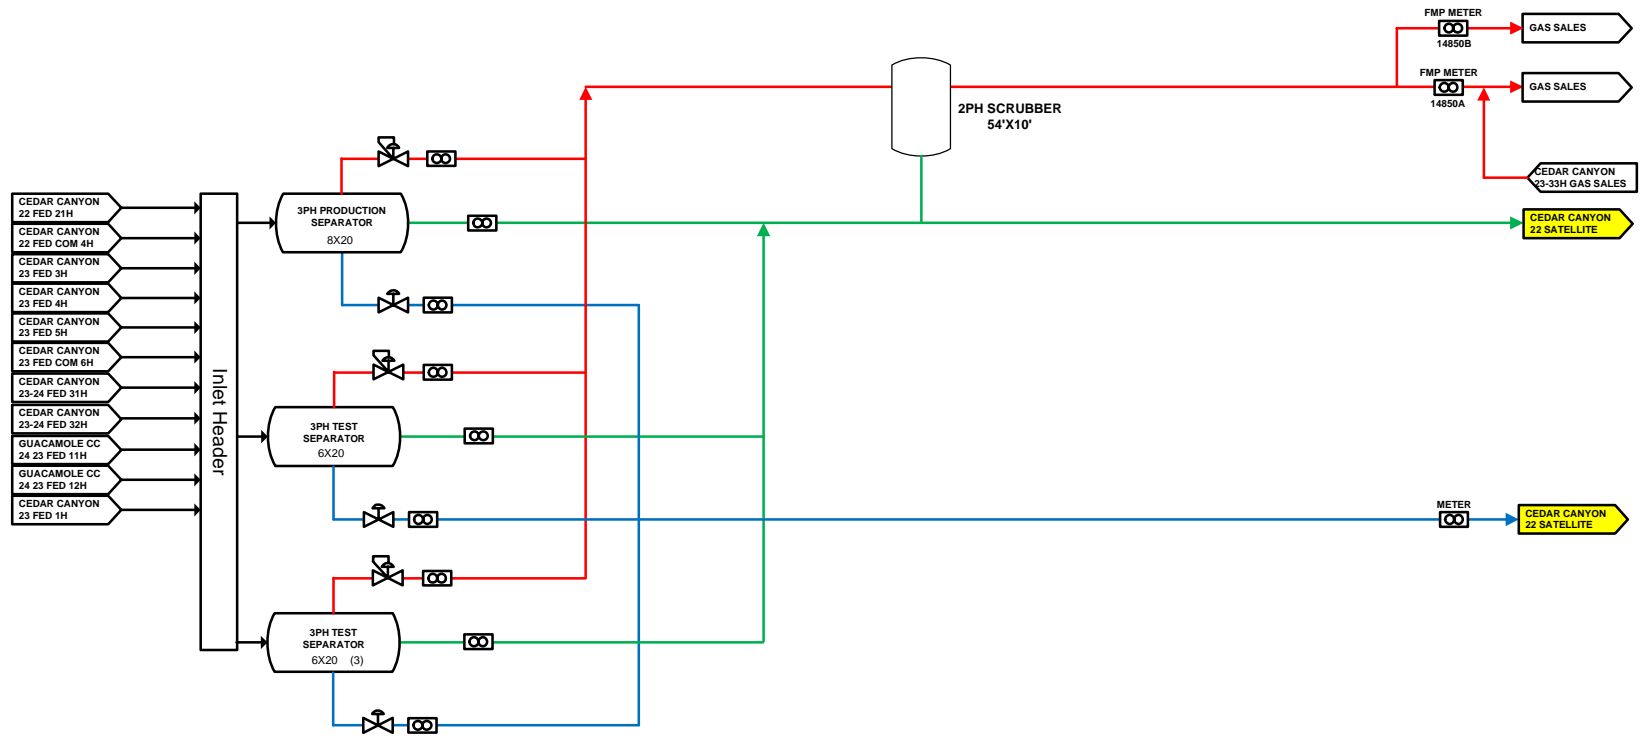 FMP METER
14850B
GAS SALES
FMP METER
14850A
GAS SALES
2PH SCRUBBER
54'X10'
CEDAR CANYON
23-33H GAS SALES
CEDAR CANYON
22 SATELLITE
CEDAR CANYON
22 FED 21H
CEDAR CANYON
22 FED COM 4H
CEDAR CANYON
23 FED 3H
CEDAR CANYON
23 FED 4H
CEDAR CANYON
23 FED 5H
CEDAR CANYON
23 FED COM 6H
CEDAR CANYON
23-24 FED 31H
CEDAR CANYON
23-24 FED 32H
GUACAMOLE CC
24 23 FED 11H
GUACAMOLE CC
24 23 FED 12H
CEDAR CANYON
23 FED 1H
Inlet Header
3PH PRODUCTION
SEPARATOR
8X20
3PH TEST
SEPARATOR
6X20
3PH TEST
SEPARATOR
6X20 (3)
METER
CEDAR CANYON
22 SATELLITE